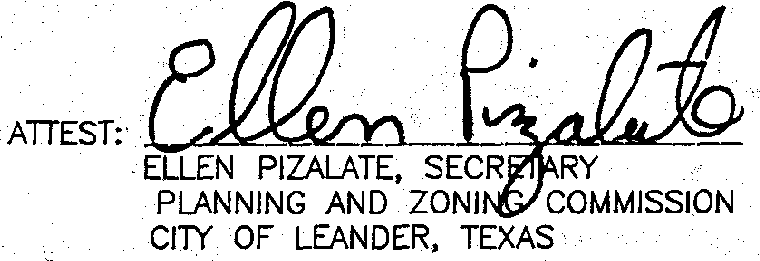 Ellen Pizalate
ATTEST:
ELLEN PIZALATE, SECRETARY
PLANNING AND ZONING COMMISSION
CITY OF LEANDER, TEXAS